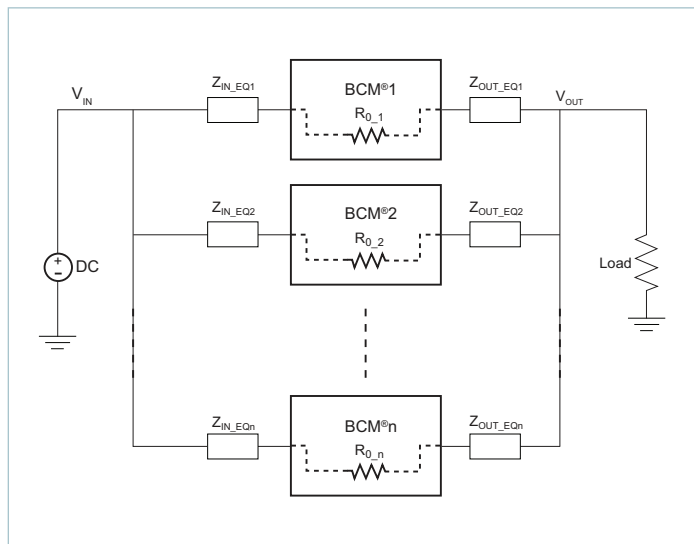 V_IN
Z_IN_EQ1
BCM®1
R_0_1
Z_OUT_EQ1
V_OUT
Z_IN_EQ2
BCM®2
R_0_2
Z_OUT_EQ2
+
-
DC
Load
Z_IN_EQn
BCM®n
R_0_n
Z_OUT_EQn